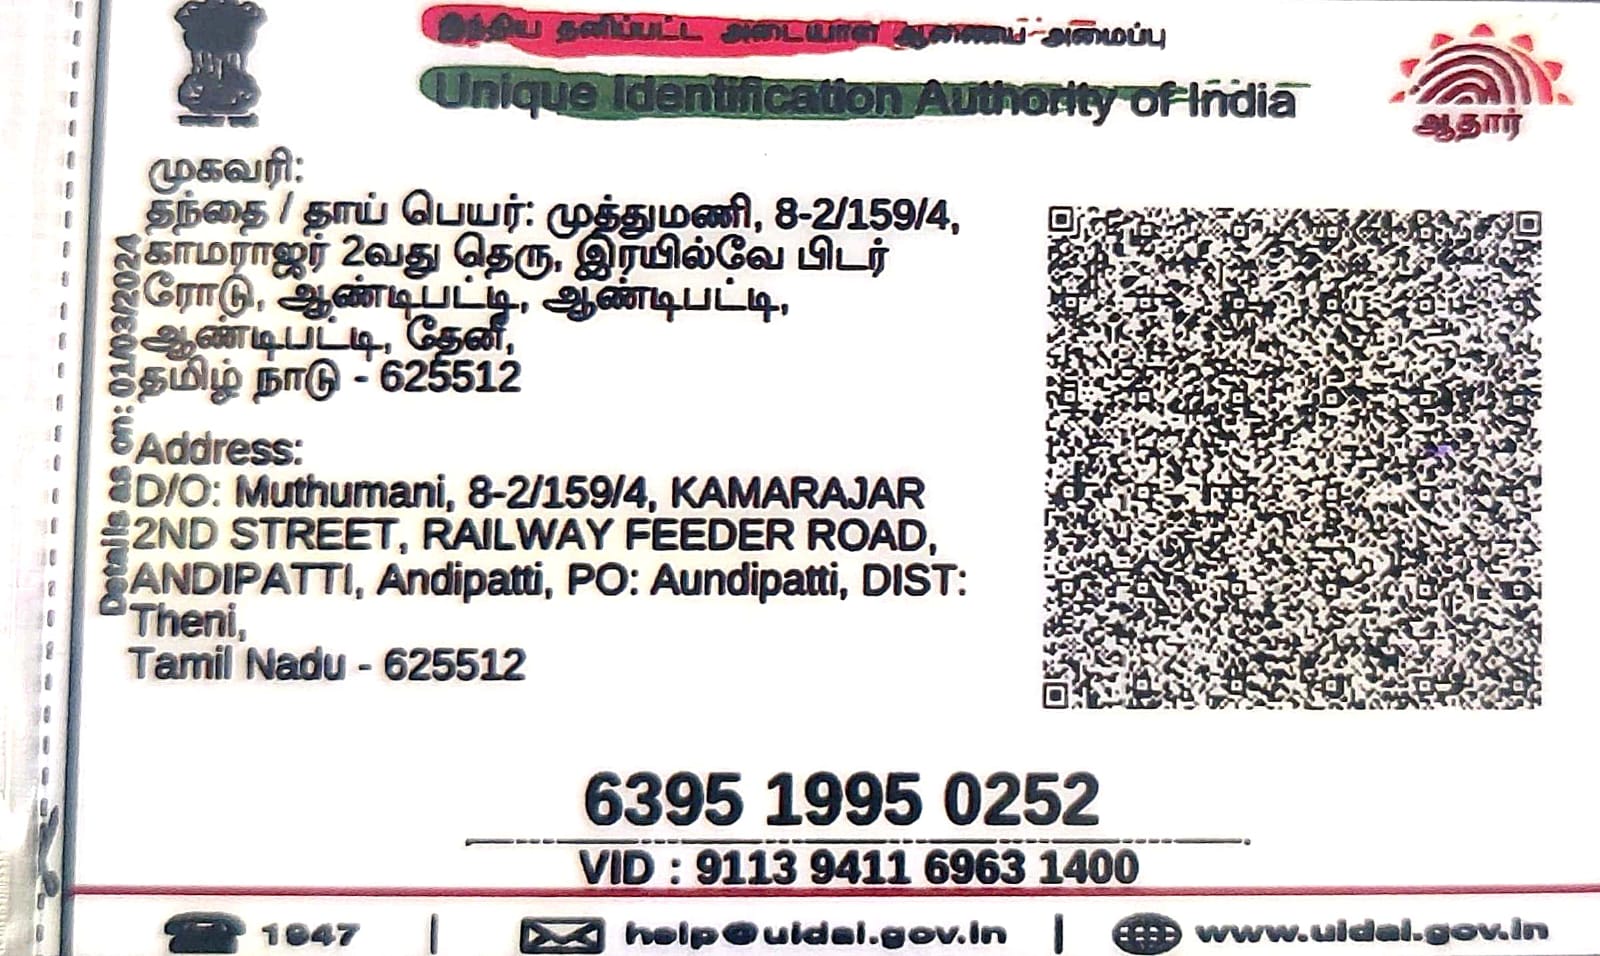 இந்திய தனிப்பட்ட அடையாள ஆணைய அமைப்பு
Unique Identification Authority of India
ஆதார்
முகவரி:
தந்தை / தாய் பெயர்: முத்துமணி, 8-2/159/4,
காமராஜர் 2வது தெரு, இரயில்வே பிடர்
ரோடு, ஆண்டிபட்டி, ஆண்டிபட்டி,
ஆண்டிபட்டி, தேனி,
தமிழ் நாடு - 625512
Address:
D/O: Muthumani, 8-2/159/4, KAMARAJAR
2ND STREET, RAILWAY FEEDER ROAD,
ANDIPATTI, Andipatti, PO: Aundipatti, DIST:
Theni,
Tamil Nadu - 625512
Details as on: 01/03/2024
6395 1995 0252
VID : 9113 9411 6963 1400
1947 | help@uidai.gov.in | www.uidai.gov.in